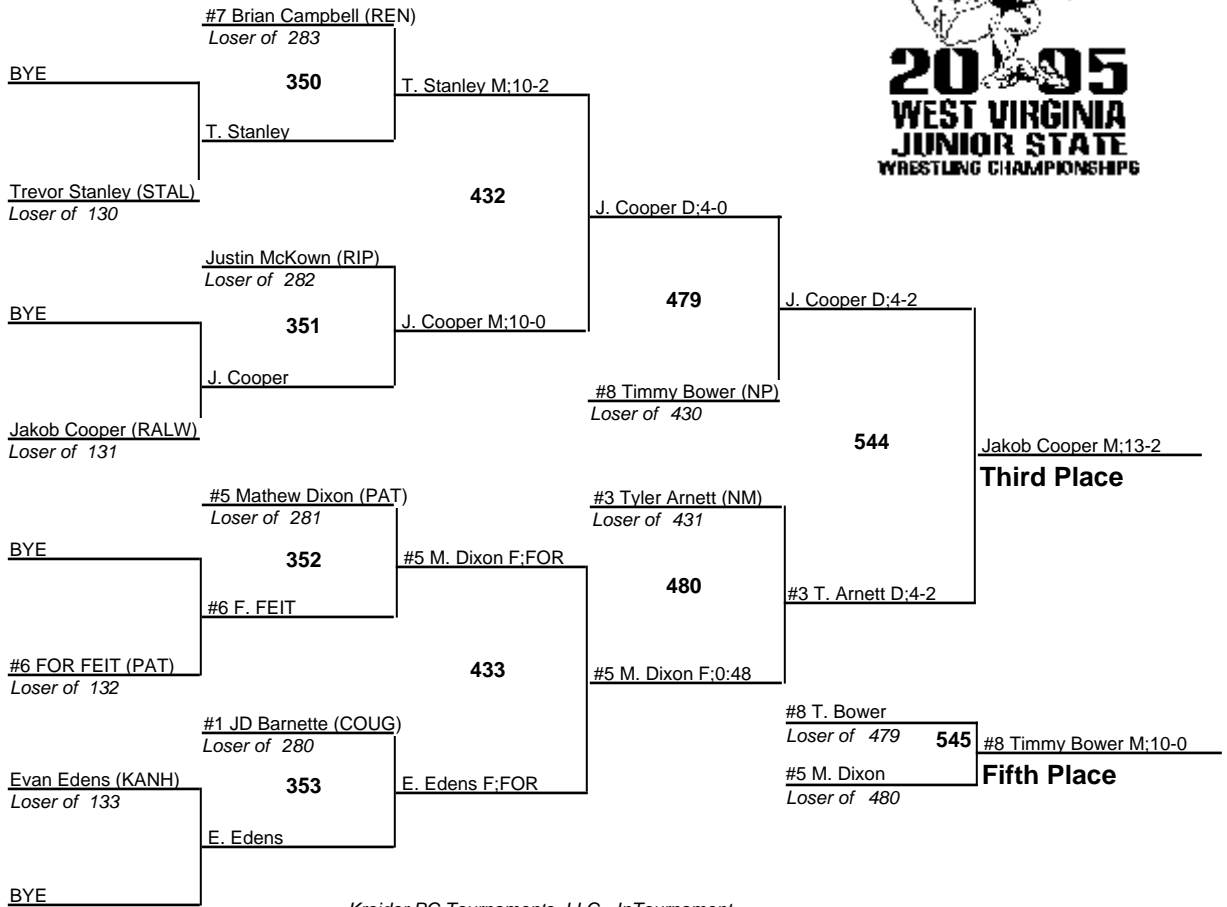 #7 Brian Campbell (REN)
Loser of 283
BYE
350
T. Stanley M;10-2
T. Stanley
Trevor Stanley (STAL)
Loser of 130
432
J. Cooper D;4-0
Justin McKown (RIP)
Loser of 282
BYE
351
J. Cooper M;10-0
479
J. Cooper D;4-2
J. Cooper
#8 Timmy Bower (NP)
Loser of 430
Jakob Cooper (RALW)
Loser of 131
544
Jakob Cooper M;13-2
Third Place
#5 Mathew Dixon (PAT)
Loser of 281
#3 Tyler Arnett (NM)
Loser of 431
BYE
352
#5 M. Dixon F;FOR
480
#3 T. Arnett D;4-2
#6 F. FEIT
#6 FOR FEIT (PAT)
Loser of 132
433
#5 M. Dixon F;0:48
#1 JD Barnette (COUG)
Loser of 280
#8 T. Bower
Loser of 479
545
#8 Timmy Bower M;10-0
Fifth Place
#5 M. Dixon
Loser of 480
Evan Edens (KANH)
Loser of 133
353
E. Edens F;FOR
E. Edens
BYE
20 05
WEST VIRGINIA
JUNIOR STATE
WRESTLING CHAMPIONSHIPS